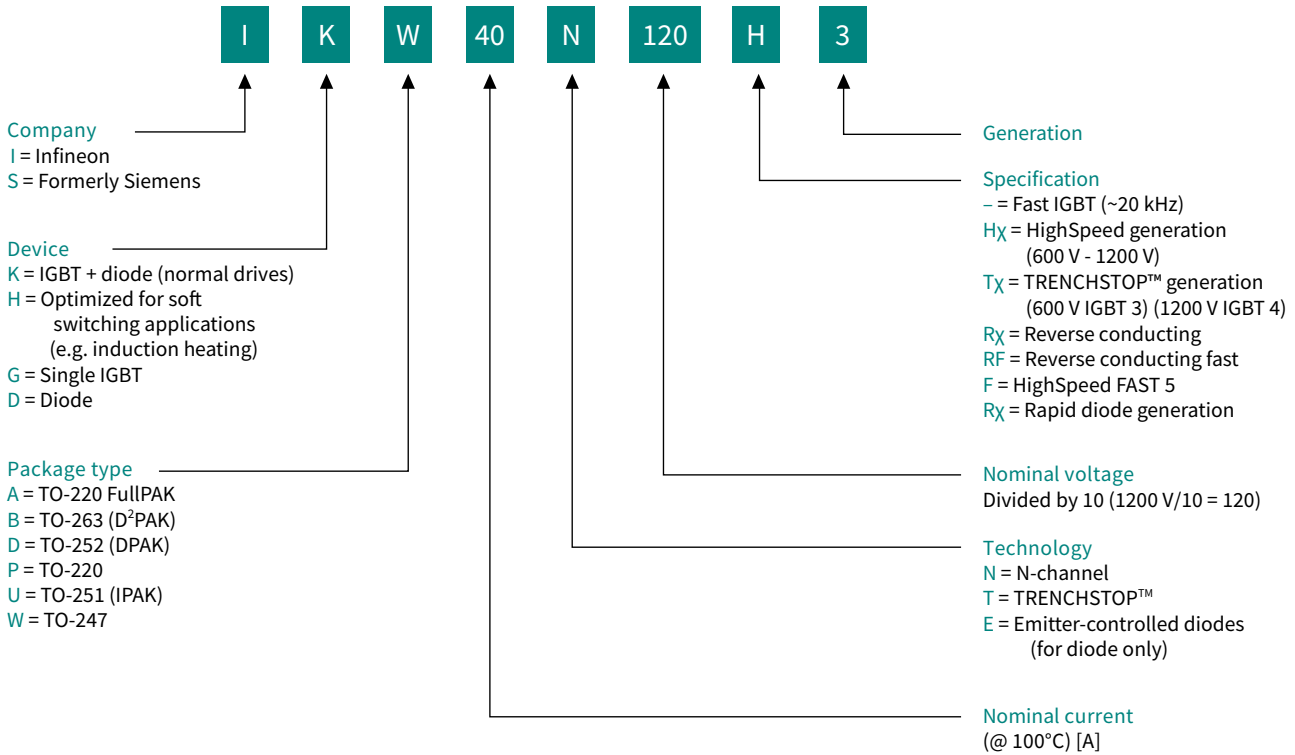 I K W 40 N 120 H 3
Company
I = Infineon
S = Formerly Siemens
Device
K = IGBT + diode (normal drives)
H = Optimized for soft
switching applications
(e.g. induction heating)
G = Single IGBT
D = Diode
Package type
A = TO-220 FullPAK
B = TO-263 (D²PAK)
D = TO-252 (DPAK)
P = TO-220
U = TO-251 (IPAK)
W = TO-247
Generation
Specification
– = Fast IGBT (~20 kHz)
Hχ = HighSpeed generation
(600 V - 1200 V)
Tχ = TRENCHSTOP™ generation
(600 V IGBT 3) (1200 V IGBT 4)
Rχ = Reverse conducting
RF = Reverse conducting fast
F = HighSpeed FAST 5
Rχ = Rapid diode generation
Nominal voltage
Divided by 10 (1200 V/10 = 120)
Technology
N = N-channel
T = TRENCHSTOP™
E = Emitter-controlled diodes
(for diode only)
Nominal current
(@ 100°C) [A]